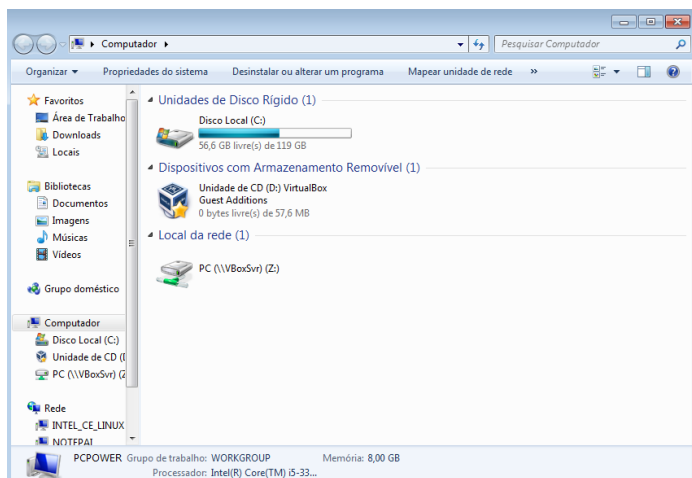 Computador
Pesquisar Computador
Organizar
Propriedades do sistema
Desinstalar ou alterar um programa
Mapear unidade de rede
»
Favoritos
Área de Trabalho
Downloads
Locais
Bibliotecas
Documentos
Imagens
Músicas
Vídeos
Grupo doméstico
Computador
Disco Local (C:)
Unidade de CD (
PC (\\VBoxSvr) (Z
Rede
INTEL_CE_LINUX
Unidades de Disco Rígido (1)
Disco Local (C:)
56,6 GB livre(s) de 119 GB
Dispositivos com Armazenamento Removível (1)
Unidade de CD (D:) VirtualBox
Guest Additions
0 bytes livre(s) de 57,6 MB
Local da rede (1)
PC (\\VBoxSvr) (Z:)
PCPOWER Grupo de trabalho: WORKGROUP Memória: 8,00 GB
Processador: Intel(R) Core(TM) i5-33...